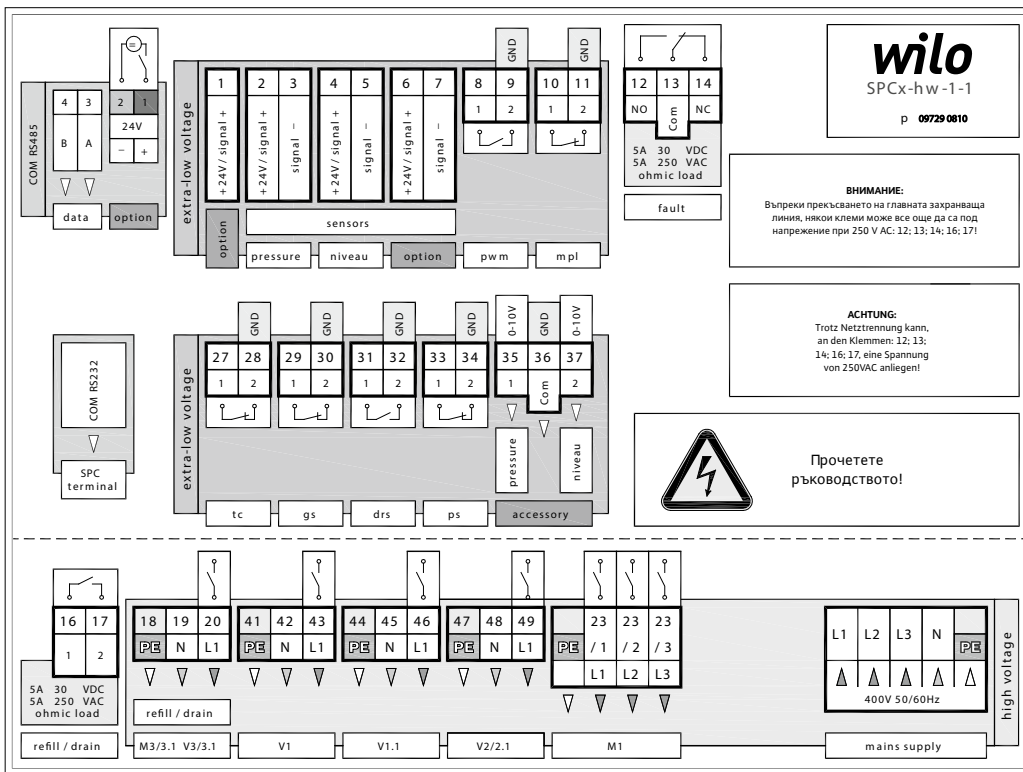 COM RS485
4 3
B A
data
2 1
24V
− +
option
extra-low voltage
1 2 3 4 5 6 7
+24V / signal +
+24V / signal +
signal −
+24V / signal +
signal −
+24V / signal +
signal −
option
sensors
pressure
niveau
option
GND
8 9
1 2
pwm
GND
10 11
1 2
mpl
12 13 14
NO Com NC
5A 30 VDC
5A 250 VAC
ohmic load
fault
wilo
SPCx-hw-1-1
p 09729 0810
ВНИМАНИЕ:
Въпреки прекъсването на главната захранваща
линия, някои клеми може все още да са под
напрежение при 250 V AC: 12; 13; 14; 16; 17!
COM RS232
SPC
terminal
extra-low voltage
GND
27 28
1 2
tc
GND
29 30
1 2
gs
GND
31 32
1 2
drs
GND
33 34
1 2
ps
0-10V GND 0-10V
35 36 37
1 Com 2
pressure
niveau
accessory
ACHTUNG:
Trotz Netztrennung kann,
an den Klemmen: 12; 13;
14; 16; 17, eine Spannung
von 250VAC anliegen!
Прочетете
ръководството!
16 17
1 2
5A 30 VDC
5A 250 VAC
ohmic load
refill / drain
18 19 20
PE N L1
refill / drain
M3/3.1 V3/3.1
41 42 43
PE N L1
V1
44 45 46
PE N L1
V1.1
47 48 49
PE N L1
V2/2.1
23 23 23
PE / 1 / 2 / 3
L1 L2 L3
M1
L1 L2 L3 N PE
400V 50/60Hz
mains supply
high voltage